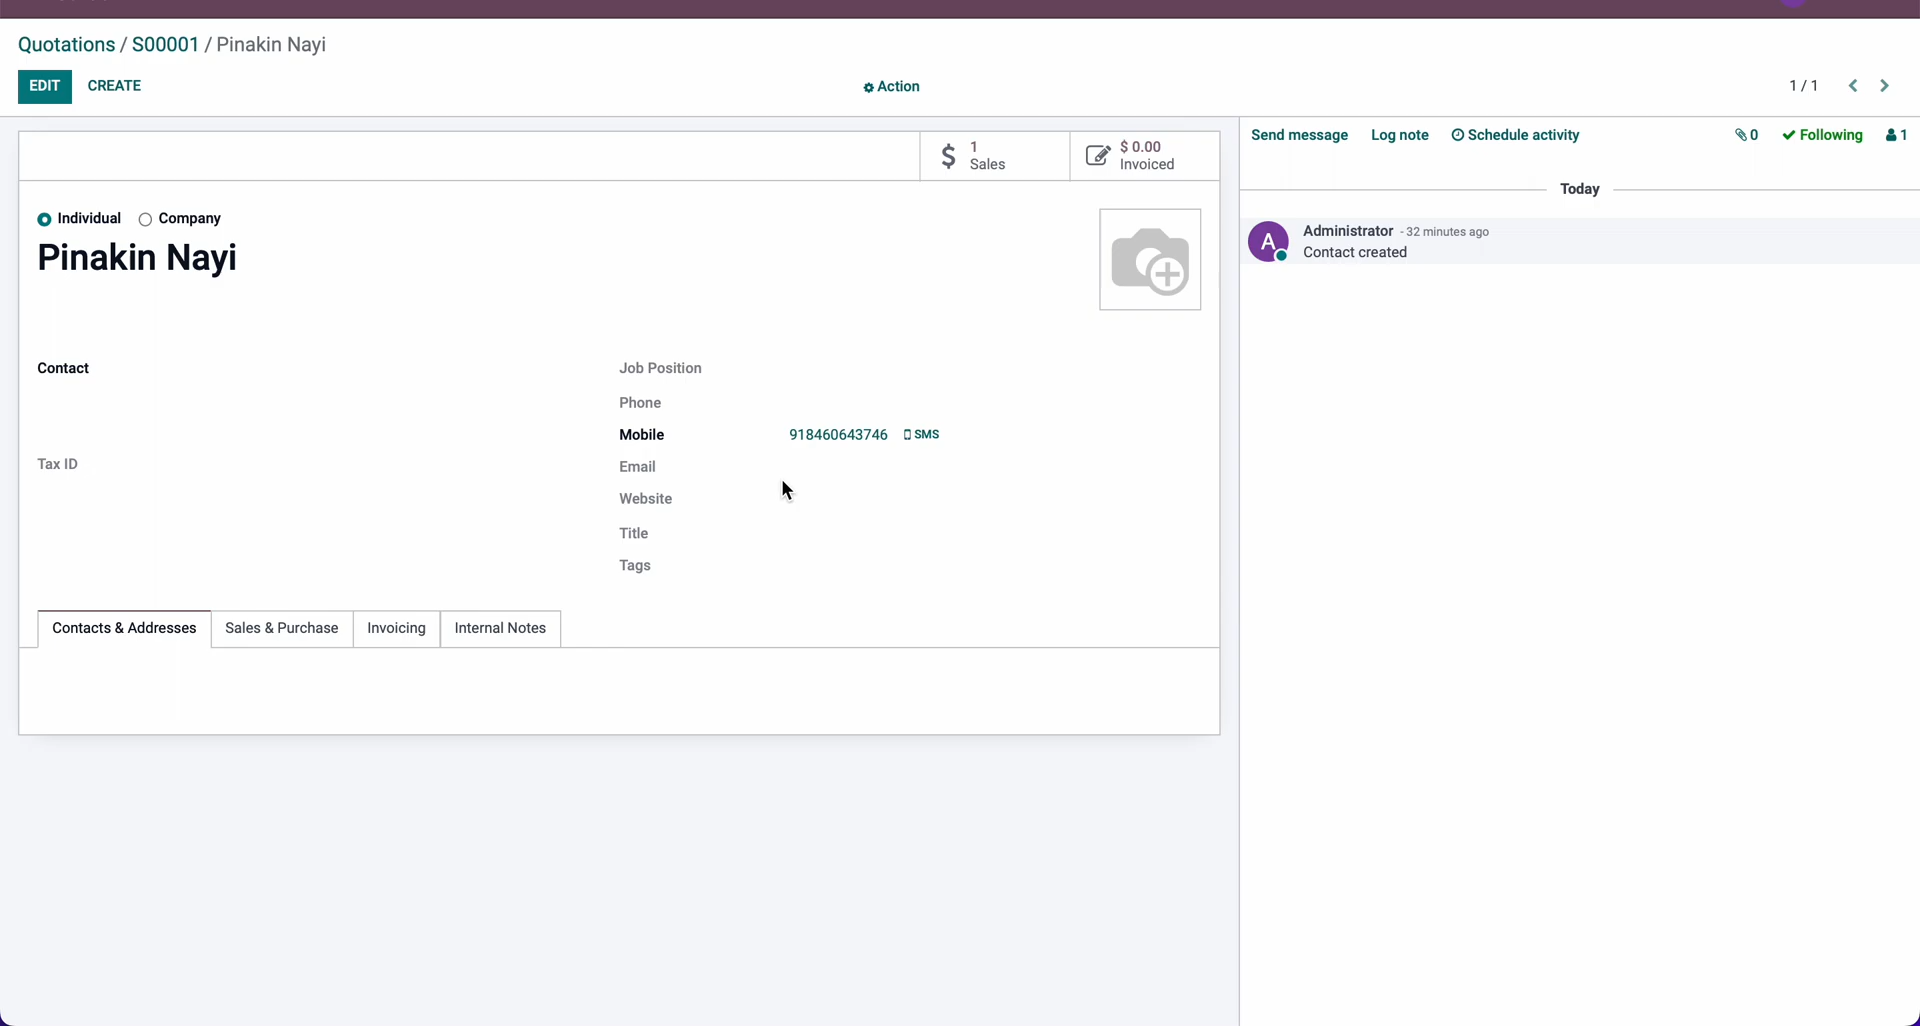 Quotations / S00001 / Pinakin Nayi
EDIT CREATE Action 1 / 1
Send message Log note Schedule activity 0 Following 1
1
Sales
$ 0.00
Invoiced
Today
Individual Company
Pinakin Nayi
A Administrator - 32 minutes ago
Contact created
Contact
Tax ID
Job Position
Phone
Mobile 918460643746 SMS
Email
Website
Title
Tags
Contacts & Addresses Sales & Purchase Invoicing Internal Notes